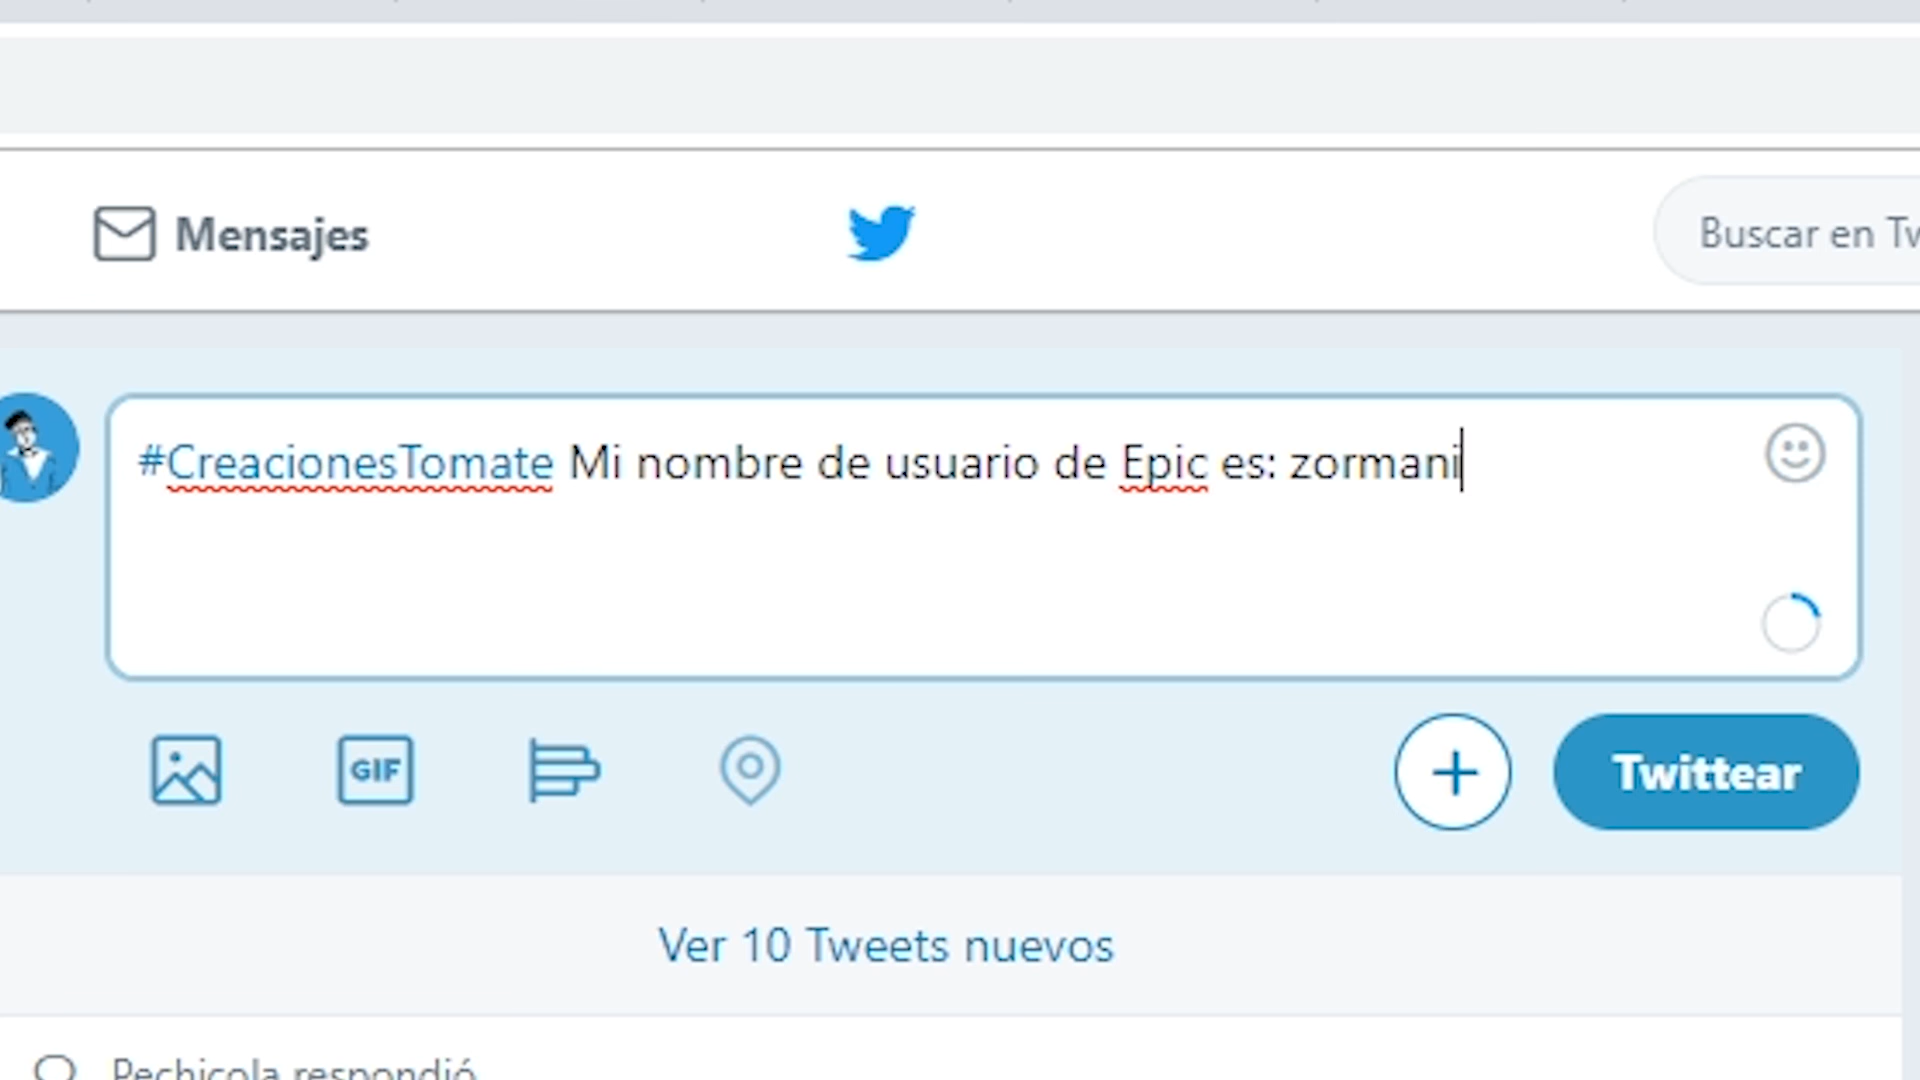 Mensajes
Buscar en Tw
#CreacionesTomate Mi nombre de usuario de Epic es: zormani
GIF
Twittear
Ver 10 Tweets nuevos
Pechicola respondió